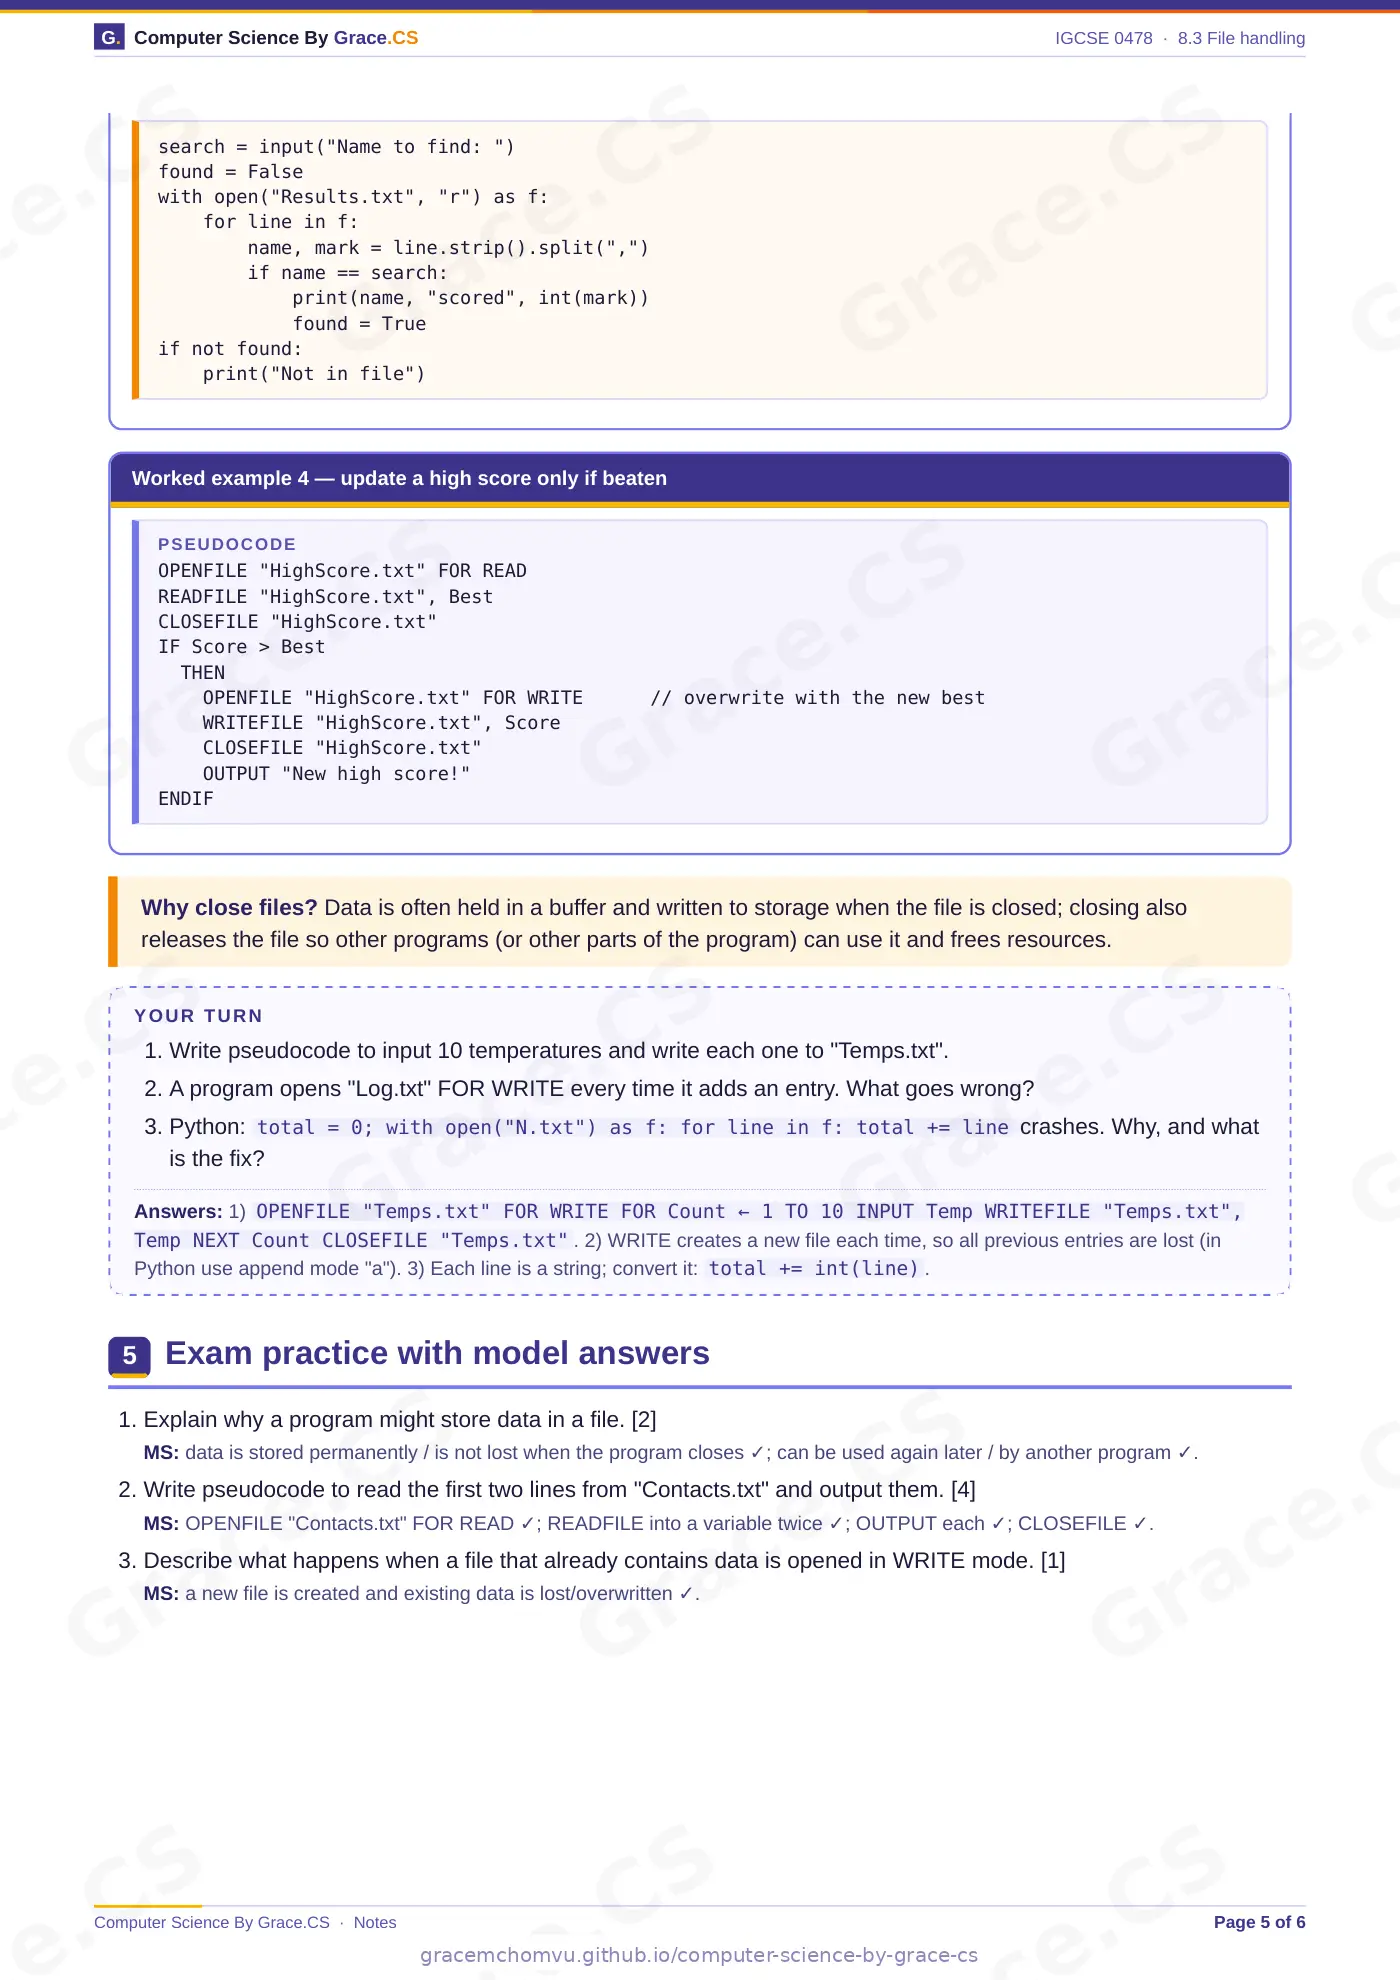 G. Computer Science By Grace.CS
IGCSE 0478 · 8.3 File handling
search = input("Name to find: ")
found = False
with open("Results.txt", "r") as f:
    for line in f:
        name, mark = line.strip().split(",")
        if name == search:
            print(name, "scored", int(mark))
            found = True
if not found:
    print("Not in file")
Worked example 4 — update a high score only if beaten
PSEUDOCODE
OPENFILE "HighScore.txt" FOR READ
READFILE "HighScore.txt", Best
CLOSEFILE "HighScore.txt"
IF Score > Best
  THEN
    OPENFILE "HighScore.txt" FOR WRITE      // overwrite with the new best
    WRITEFILE "HighScore.txt", Score
    CLOSEFILE "HighScore.txt"
    OUTPUT "New high score!"
ENDIF
Why close files? Data is often held in a buffer and written to storage when the file is closed; closing also
releases the file so other programs (or other parts of the program) can use it and frees resources.
YOUR TURN
1. Write pseudocode to input 10 temperatures and write each one to "Temps.txt".
2. A program opens "Log.txt" FOR WRITE every time it adds an entry. What goes wrong?
3. Python: total = 0; with open("N.txt") as f: for line in f: total += line crashes. Why, and what
is the fix?
Answers: 1) OPENFILE "Temps.txt" FOR WRITE FOR Count ← 1 TO 10 INPUT Temp WRITEFILE "Temps.txt",
Temp NEXT Count CLOSEFILE "Temps.txt" . 2) WRITE creates a new file each time, so all previous entries are lost (in
Python use append mode "a"). 3) Each line is a string; convert it: total += int(line) .
5 Exam practice with model answers
1. Explain why a program might store data in a file. [2]
MS: data is stored permanently / is not lost when the program closes ✓; can be used again later / by another program ✓.
2. Write pseudocode to read the first two lines from "Contacts.txt" and output them. [4]
MS: OPENFILE "Contacts.txt" FOR READ ✓; READFILE into a variable twice ✓; OUTPUT each ✓; CLOSEFILE ✓.
3. Describe what happens when a file that already contains data is opened in WRITE mode. [1]
MS: a new file is created and existing data is lost/overwritten ✓.
Computer Science By Grace.CS · Notes
Page 5 of 6
gracemchomvu.github.io/computer-science-by-grace-cs